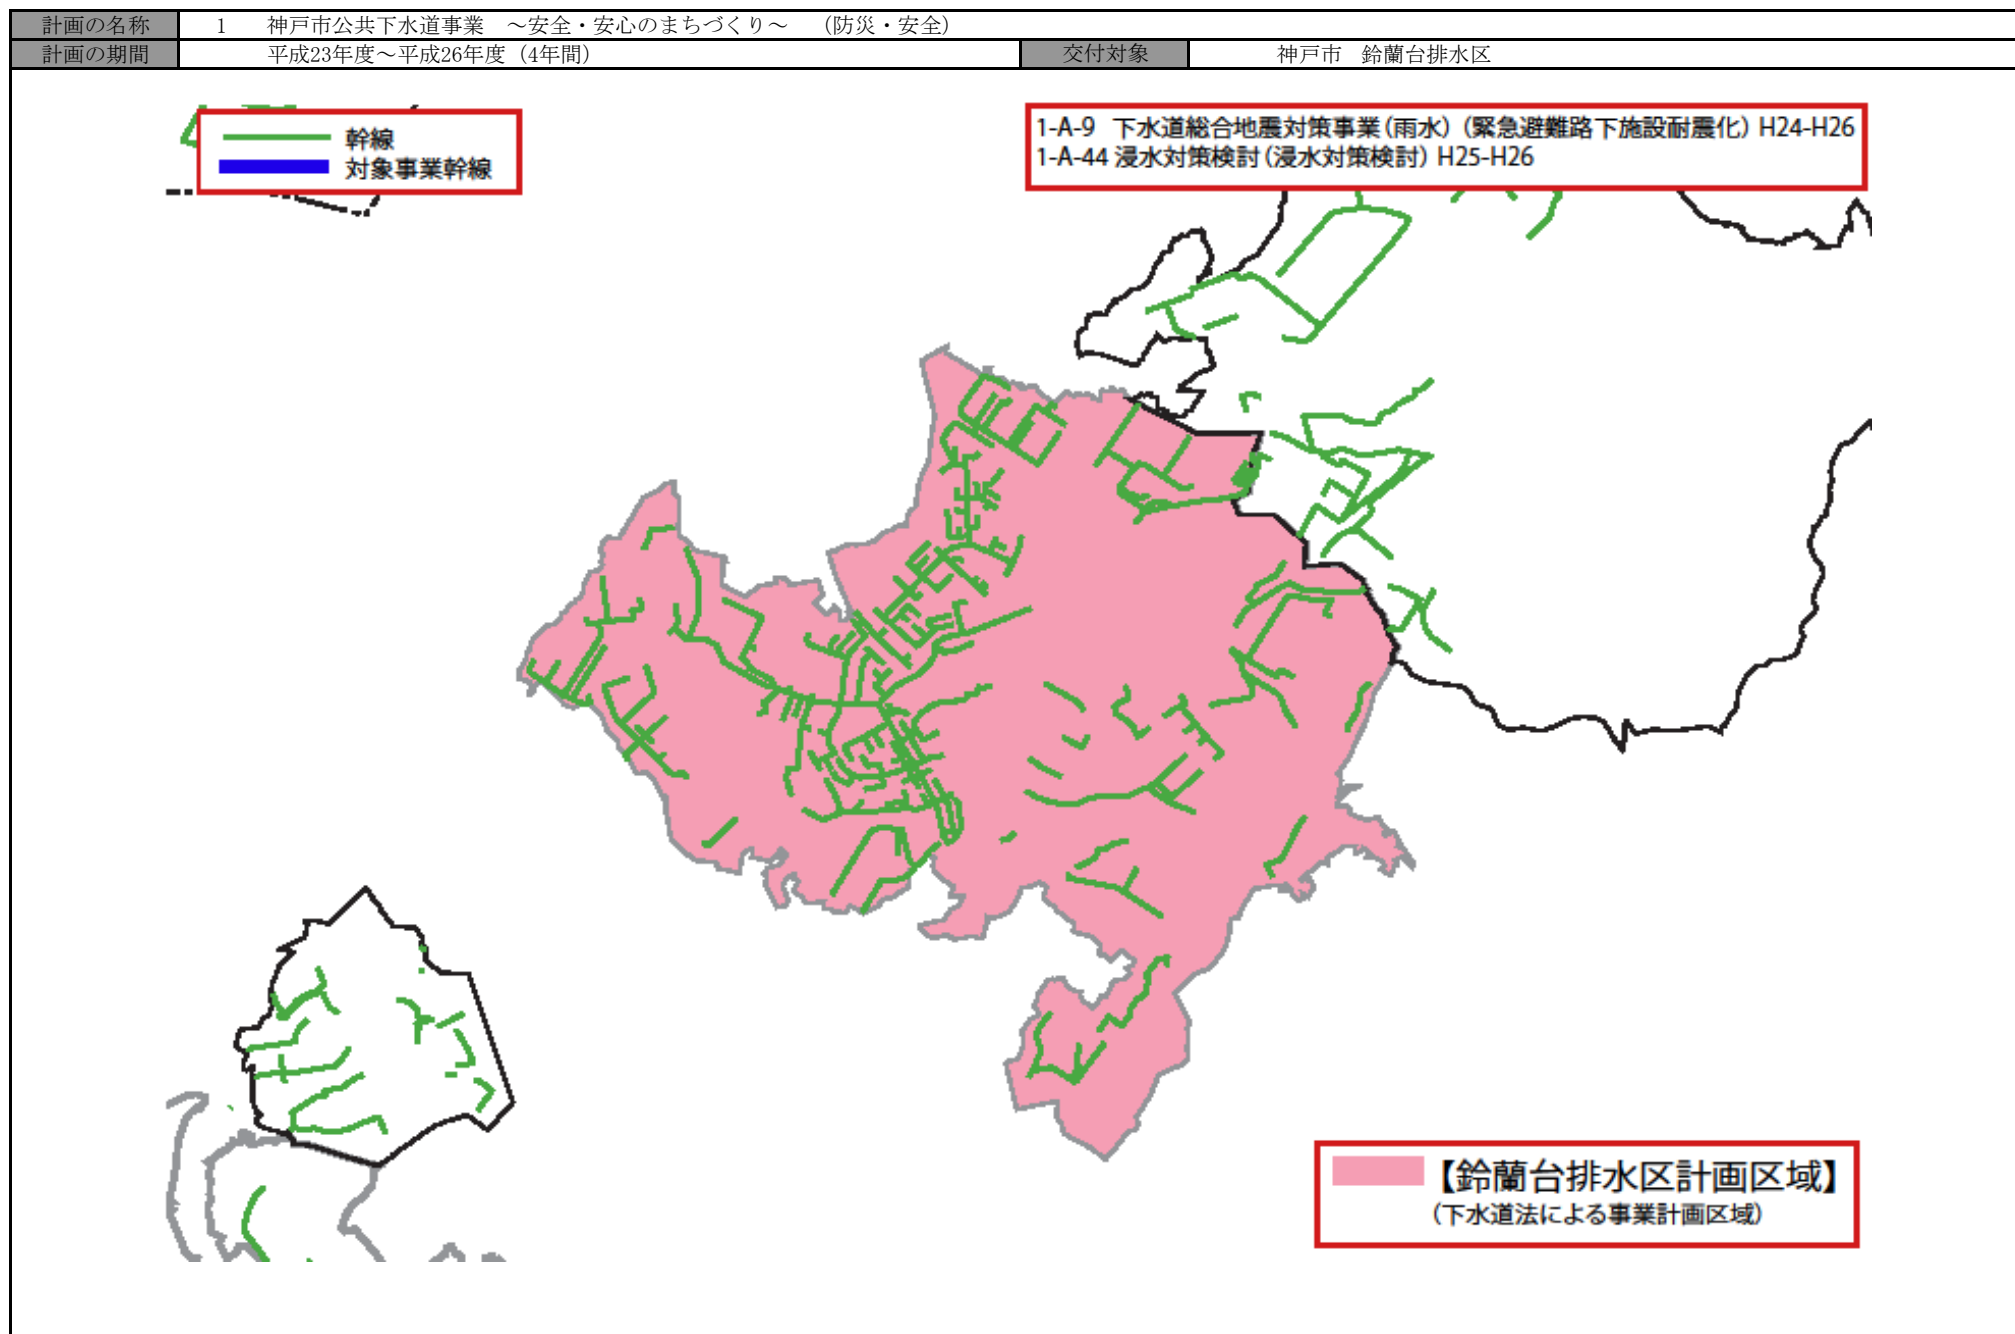 計画の名称 1 神戸市公共下水道事業 ～安全・安心のまちづくり～ （防災・安全）
計画の期間 平成23年度～平成26年度（4年間） 交付対象 神戸市 鈴蘭台排水区
幹線
対象事業幹線
1-A-9 下水道総合地震対策事業（雨水）（緊急避難路下施設耐震化）H24-H26
1-A-44 浸水対策検討（浸水対策検討）H25-H26
【鈴蘭台排水区計画区域】
（下水道法による事業計画区域）